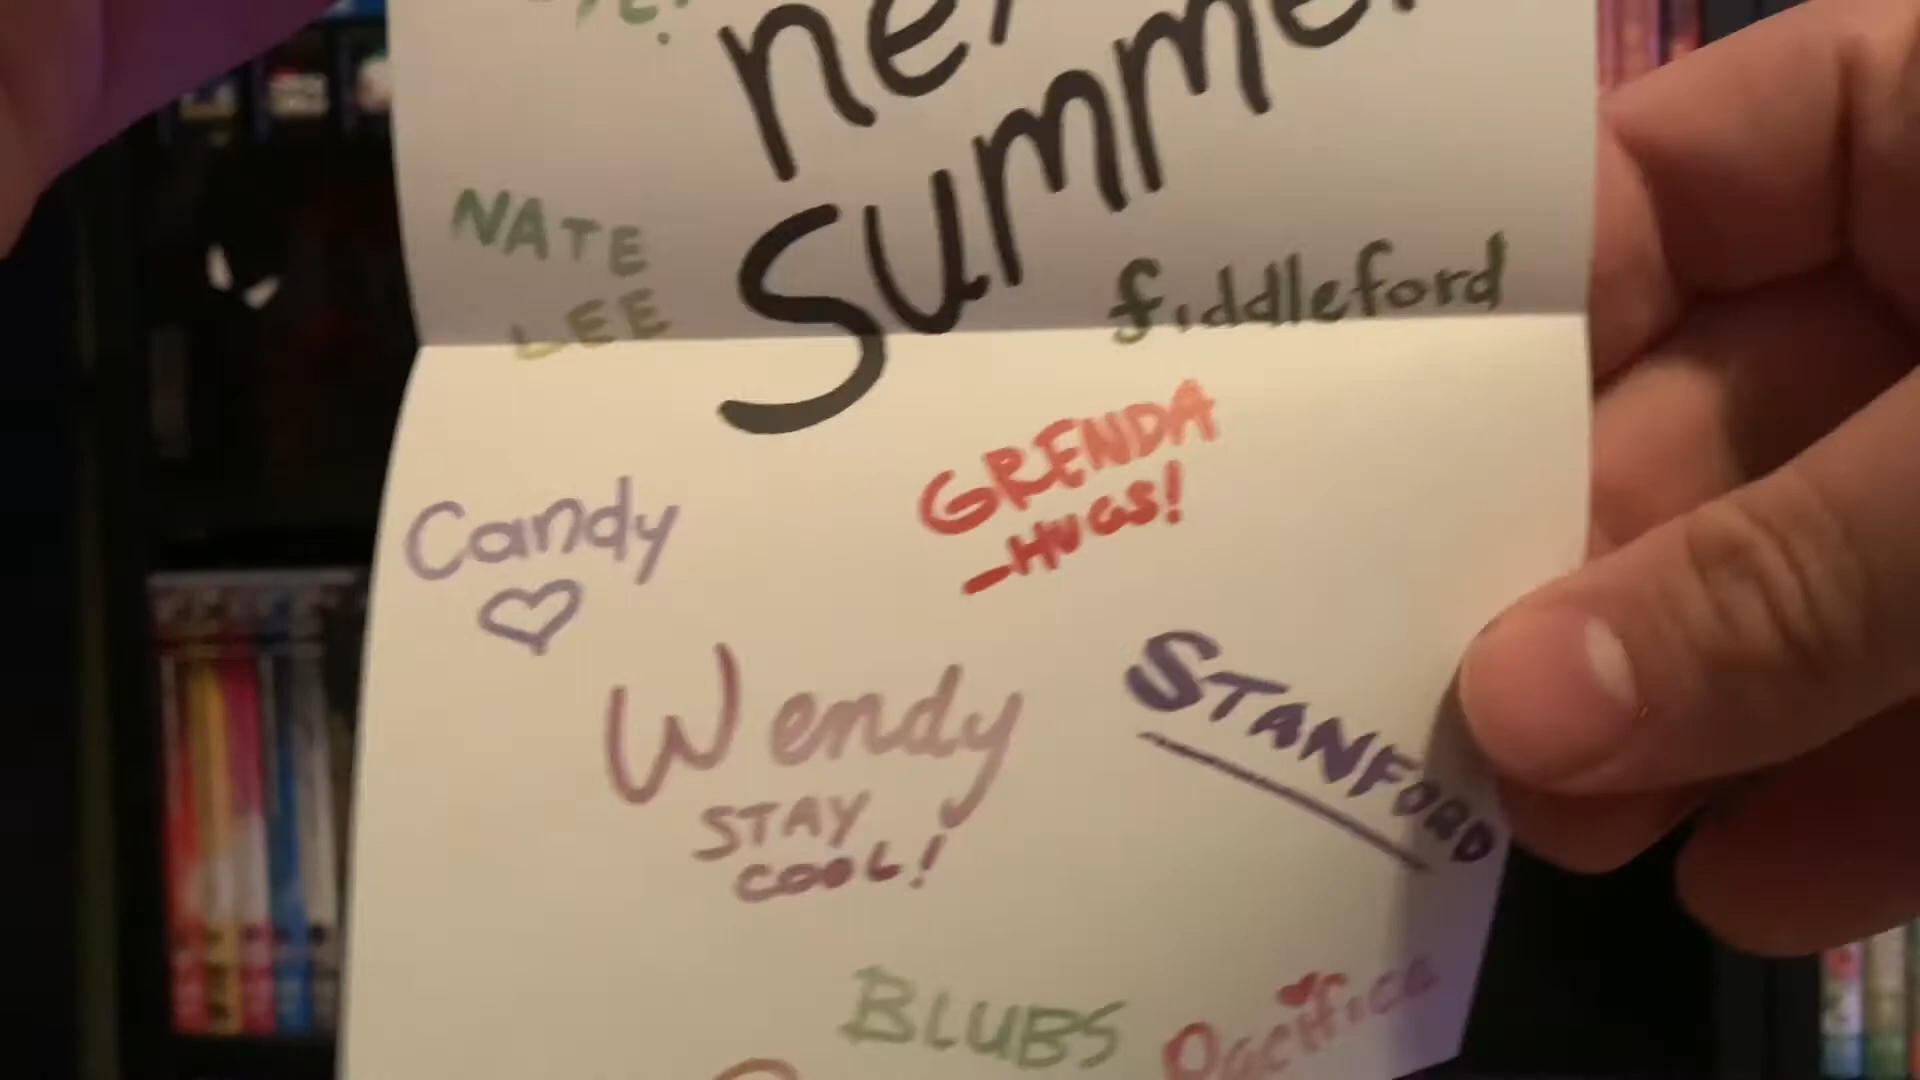 NATE
LEE
summer
fiddleford
GRENDA
-HUGS!
Candy
Wendy
STAY
COOL!
STANFORD
BLUBS
Pacifica